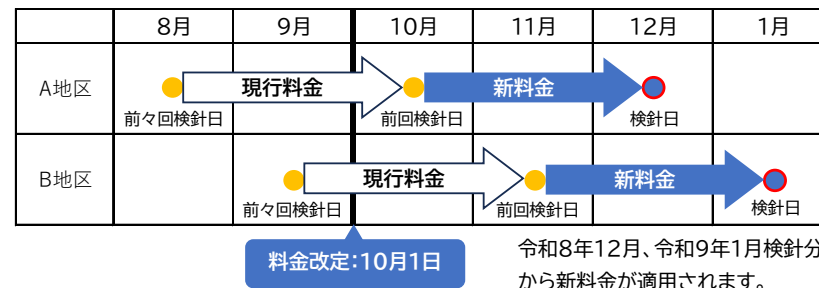 8月 9月 10月 11月 12月 1月
A地区 現行料金 新料金
前々回検針日 前回検針日 検針日
B地区 現行料金 新料金
前々回検針日 前回検針日 検針日
料金改定:10月1日
令和8年12月、令和9年1月検針分
から新料金が適用されます。